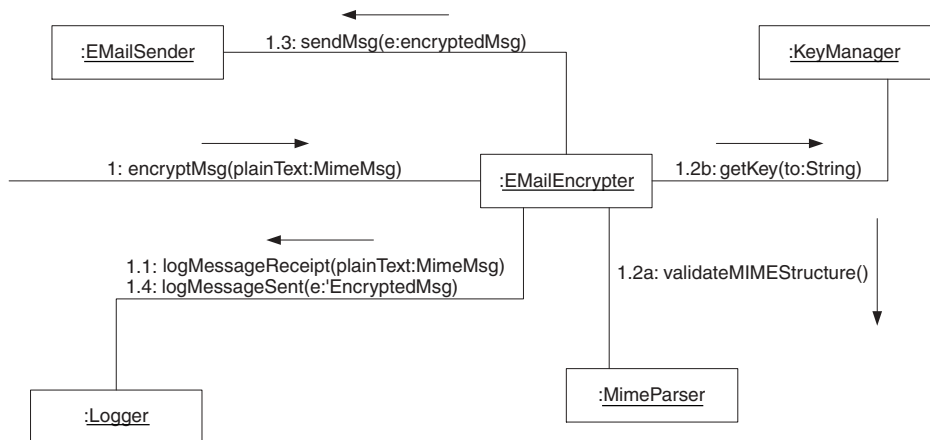 1.3: sendMsg(e:encryptedMsg)
:EMailSender
:KeyManager
1: encryptMsg(plainText:MimeMsg)
:EMailEncrypter
1.2b: getKey(to:String)
1.1: logMessageReceipt(plainText:MimeMsg)
1.4: logMessageSent(e:'EncryptedMsg)
1.2a: validateMIMEStructure()
:MimeParser
:Logger